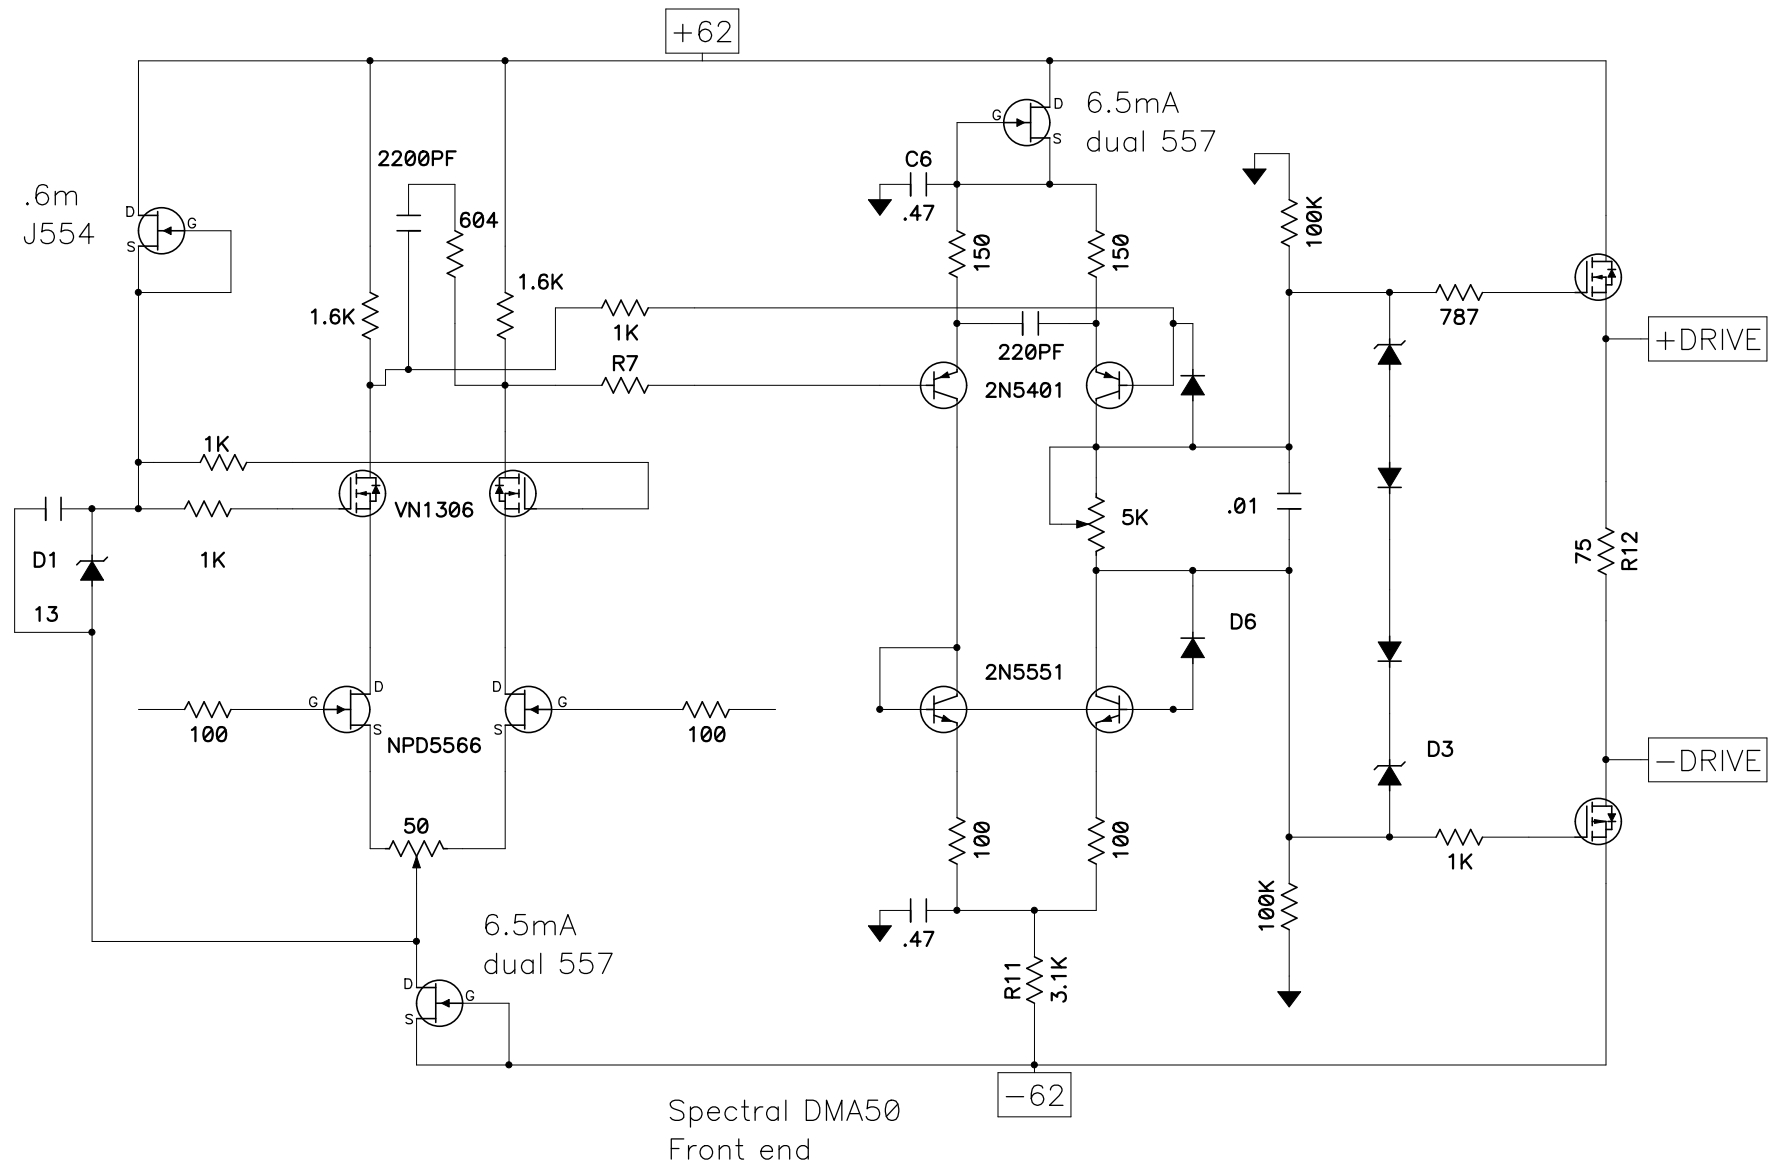 +62
6.5mA
dual 557
D
G
S
2200PF
C6
.47
.6m
J554
D
G
S
604
100K
150
150
1.6K
1.6K
1K
787
220PF
+DRIVE
R7
2N5401
1K
VN1306
.01
5K
75
R12
D1
1K
13
D6
2N5551
G
D
S
D
G
S
100
NPD5566
100
D3
-DRIVE
50
100
100
1K
100K
6.5mA
dual 557
.47
D
G
S
R11
3.1K
-62
Spectral DMA50
Front end